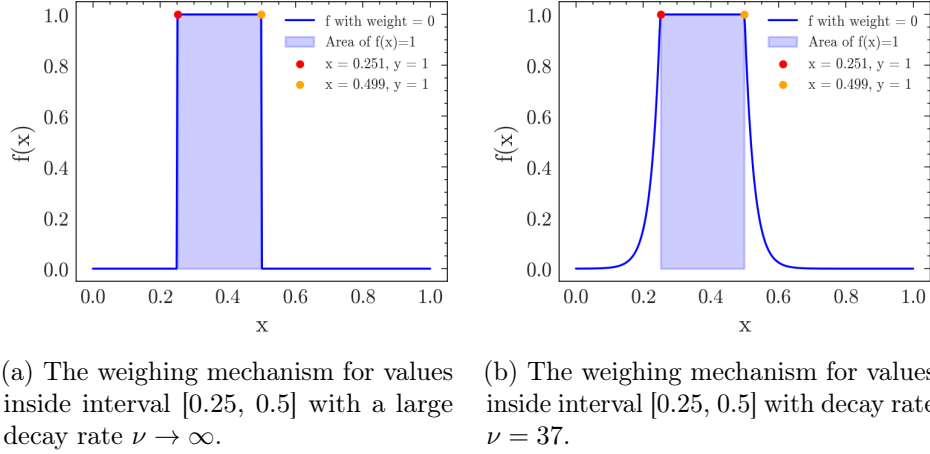 1.0
0.8
0.6
0.4
0.2
0.0
f(x)
0.0 0.2 0.4 0.6 0.8 1.0
x
f with weight = 0
Area of f(x)=1
x = 0.251, y = 1
x = 0.499, y = 1
(a) The weighing mechanism for values
inside interval [0.25, 0.5] with a large
decay rate ν → ∞.
1.0
0.8
0.6
0.4
0.2
0.0
f(x)
0.0 0.2 0.4 0.6 0.8 1.0
x
f with weight = 0
Area of f(x)=1
x = 0.251, y = 1
x = 0.499, y = 1
(b) The weighing mechanism for values
inside interval [0.25, 0.5] with decay rate
ν = 37.